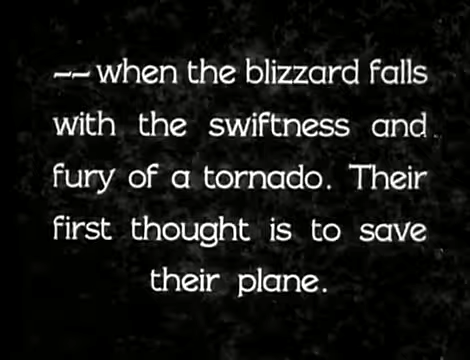 -- when the blizzard falls
with the swiftness and
fury of a tornado. Their
first thought is to save
their plane.